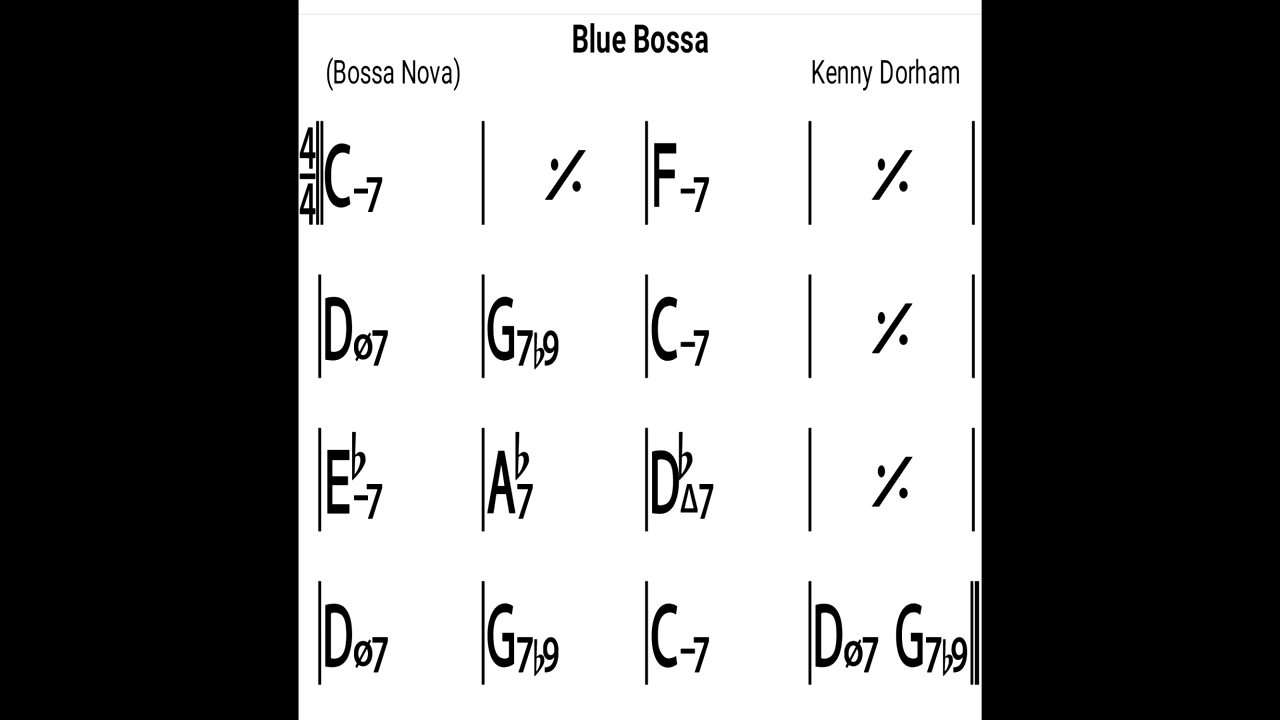 Blue Bossa
(Bossa Nova) Kenny Dorham
4/4 C–7 | 𝄎 | F–7 | 𝄎 |
Dø7 | G7♭9 | C–7 | 𝄎 |
E♭–7 | A♭7 | D♭Δ7 | 𝄎 |
Dø7 | G7♭9 | C–7 | Dø7 G7♭9